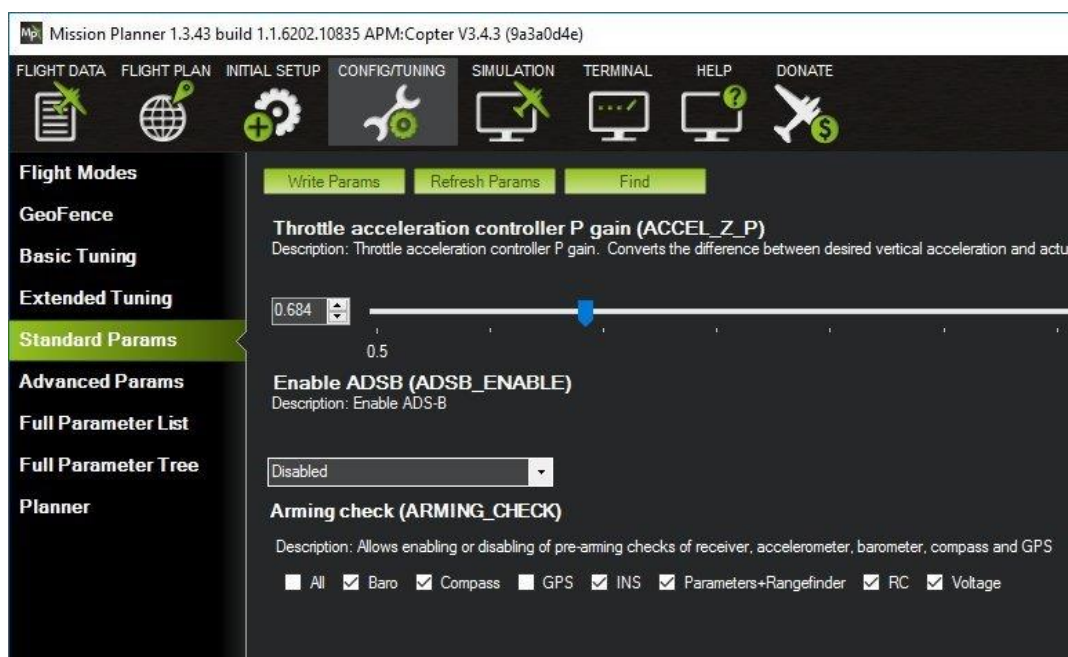 Mission Planner 1.3.43 build 1.1.6202.10835 APM:Copter V3.4.3 (9a3a0d4e)
FLIGHT DATA FLIGHT PLAN INITIAL SETUP CONFIG/TUNING SIMULATION TERMINAL HELP DONATE
Flight Modes
GeoFence
Basic Tuning
Extended Tuning
Standard Params
Advanced Params
Full Parameter List
Full Parameter Tree
Planner
Write Params Refresh Params Find
Throttle acceleration controller P gain (ACCEL_Z_P)
Description: Throttle acceleration controller P gain. Converts the difference between desired vertical acceleration and actu
0.684
0.5
Enable ADSB (ADSB_ENABLE)
Description: Enable ADS-B
Disabled
Arming check (ARMING_CHECK)
Description: Allows enabling or disabling of pre-arming checks of receiver, accelerometer, barometer, compass and GPS
All Baro Compass GPS INS Parameters+Rangefinder RC Voltage